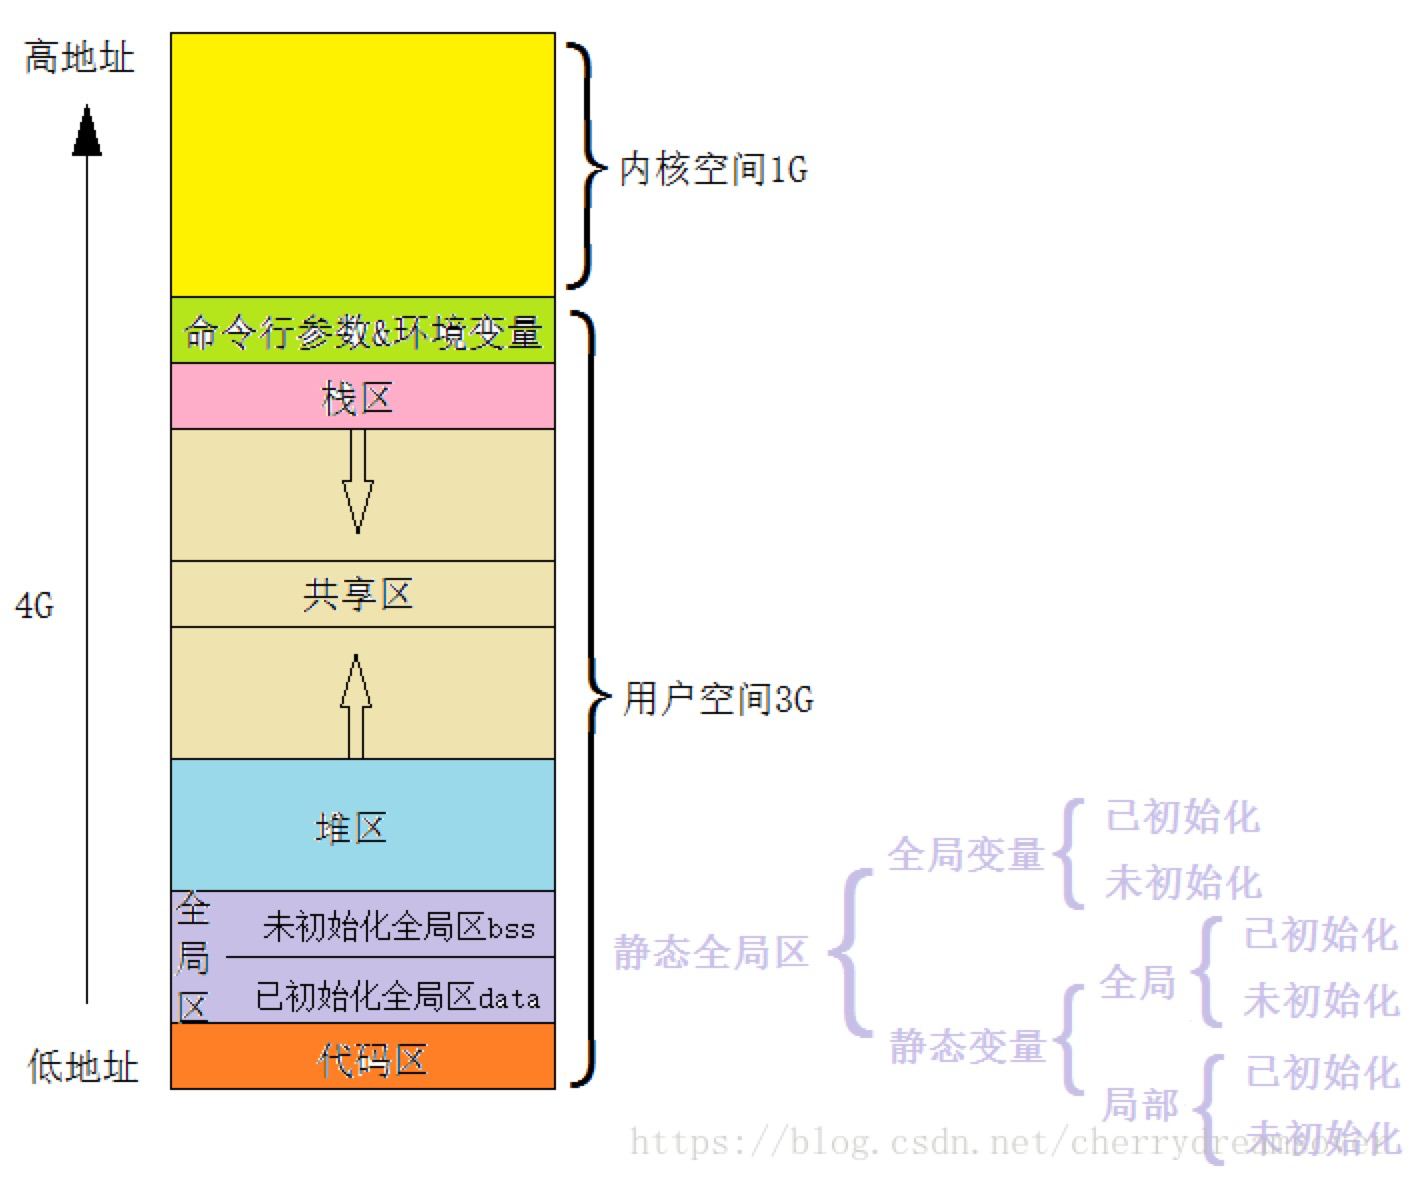 高地址
内核空间1G
命令行参数&环境变量
栈区
共享区
4G
用户空间3G
堆区
全局区
未初始化全局区bss
已初始化全局区data
代码区
低地址
静态全局区
全局变量
已初始化
未初始化
静态变量
全局
已初始化
未初始化
局部
已初始化
未初始化
https://blog.csdn.net/cherrydre